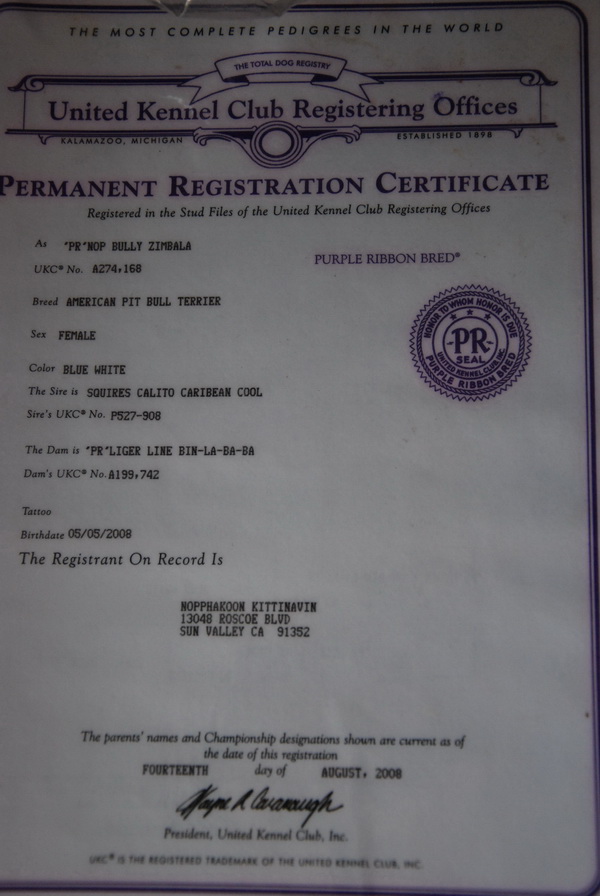 THE MOST COMPLETE PEDIGREES IN THE WORLD
THE TOTAL DOG REGISTRY
United Kennel Club Registering Offices
KALAMAZOO, MICHIGAN
ESTABLISHED 1898
PERMANENT REGISTRATION CERTIFICATE
Registered in the Stud Files of the United Kennel Club Registering Offices
As 'PR'NOP BULLY ZIMBALA
UKC® No. A274,168
PURPLE RIBBON BRED®
Breed AMERICAN PIT BULL TERRIER
HONOR TO WHOM HONOR IS DUE
PR
SEAL
UNITED KENNEL CLUB, INC.
PURPLE RIBBON BRED
Sex FEMALE
Color BLUE WHITE
The Sire is SQUIRES CALITO CARIBEAN COOL
Sire's UKC® No. P527-908
The Dam is 'PR'LIGER LINE BIN-LA-BA-BA
Dam's UKC® No. A199,742
Tattoo
Birthdate 05/05/2008
The Registrant On Record Is
NOPPHAKOON KITTINAVIN
13048 ROSCOE BLVD
SUN VALLEY CA 91352
The parents' names and Championship designations shown are current as of
the date of this registration
FOURTEENTH day of AUGUST, 2008
Wayne R Cavanaugh
President, United Kennel Club, Inc.
UKC® IS THE REGISTERED TRADEMARK OF THE UNITED KENNEL CLUB, INC.